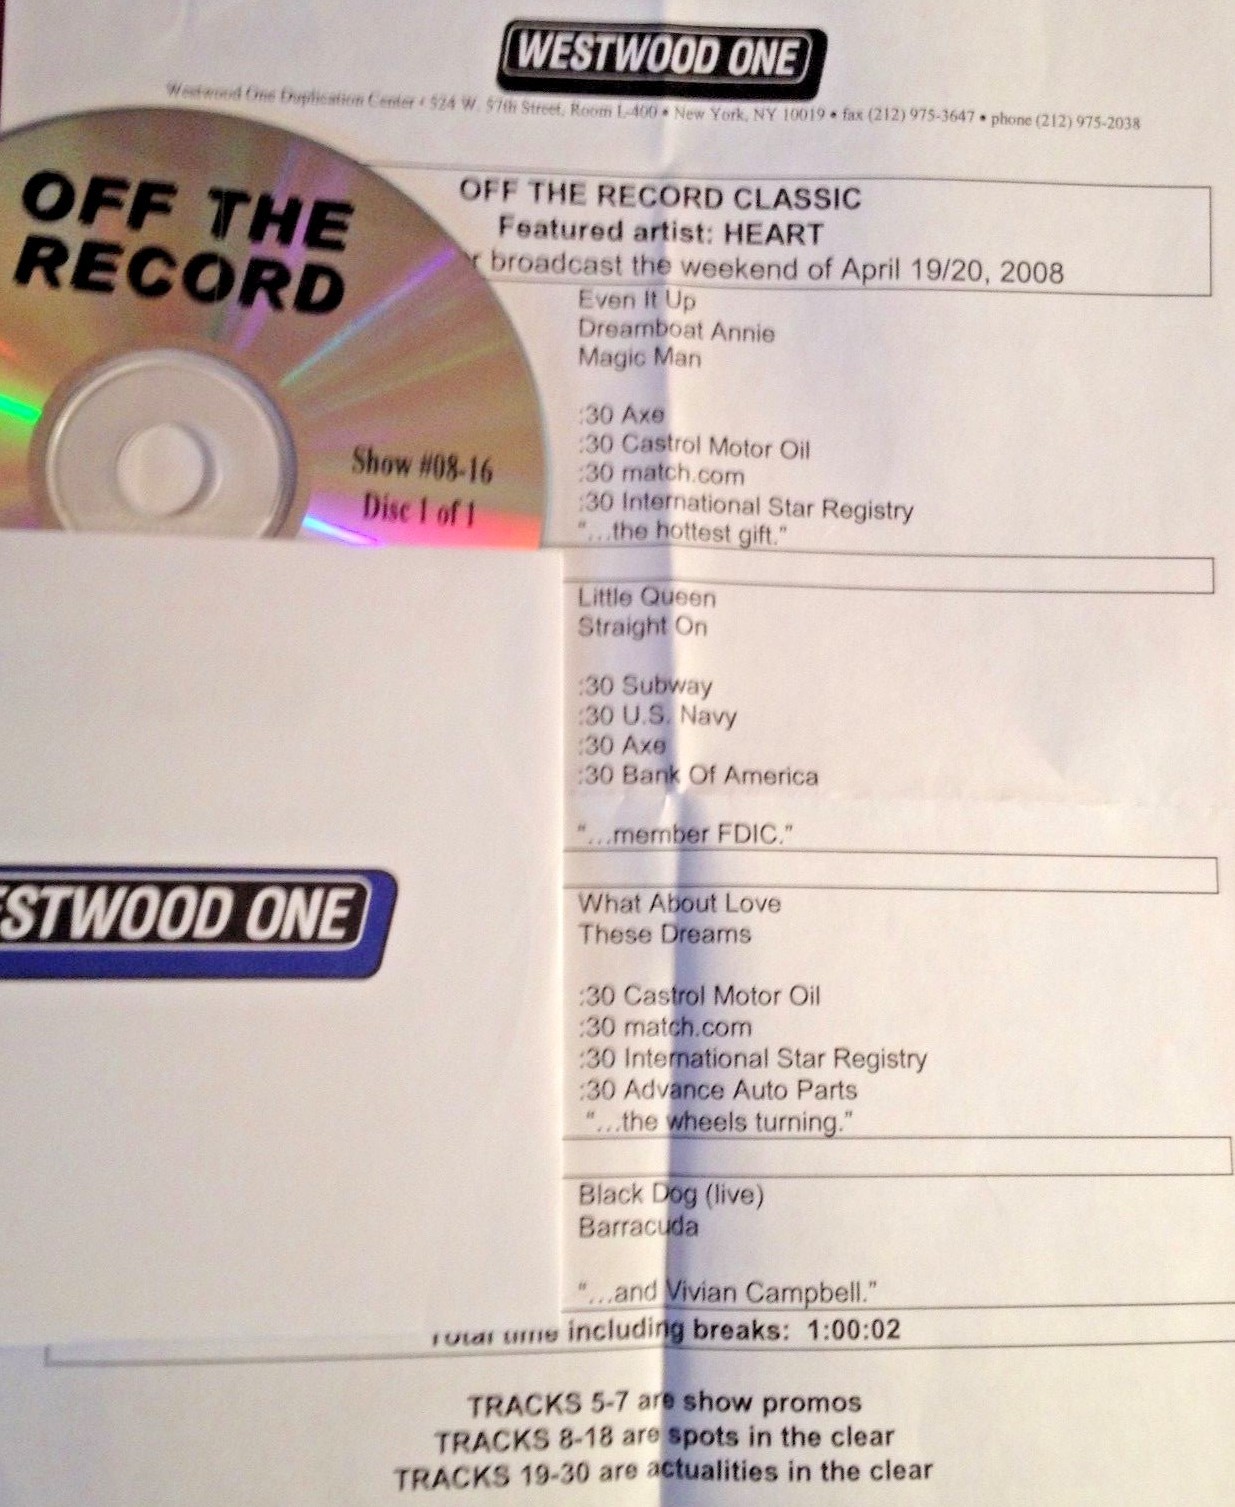 WESTWOOD ONE
Westwood One Duplication Center • 524 W. 57th Street, Room L-400 • New York, NY 10019 • fax (212) 975-3647 • phone (212) 975-2038
OFF THE
RECORD
Show #08-16
Disc 1 of 1
OFF THE RECORD CLASSIC
Featured artist: HEART
r broadcast the weekend of April 19/20, 2008
Even It Up
Dreamboat Annie
Magic Man
:30 Axe
:30 Castrol Motor Oil
:30 match.com
:30 International Star Registry
"...the hottest gift."
Little Queen
Straight On
:30 Subway
:30 U.S. Navy
:30 Axe
:30 Bank Of America
"...member FDIC."
ESTWOOD ONE
What About Love
These Dreams
:30 Castrol Motor Oil
:30 match.com
:30 International Star Registry
:30 Advance Auto Parts
"...the wheels turning."
Black Dog (live)
Barracuda
"...and Vivian Campbell."
Total time including breaks: 1:00:02
TRACKS 5-7 are show promos
TRACKS 8-18 are spots in the clear
TRACKS 19-30 are actualities in the clear